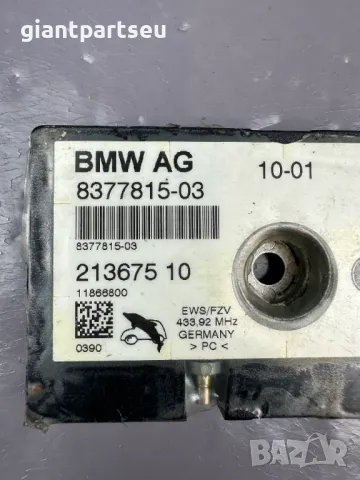 giantpartseu
BMW AG
10-01
8377815-03
8377815-03
213675 10
11866800
EWS/FZV
433,92 MHz
GERMANY
> PC <
0390
BAZAR